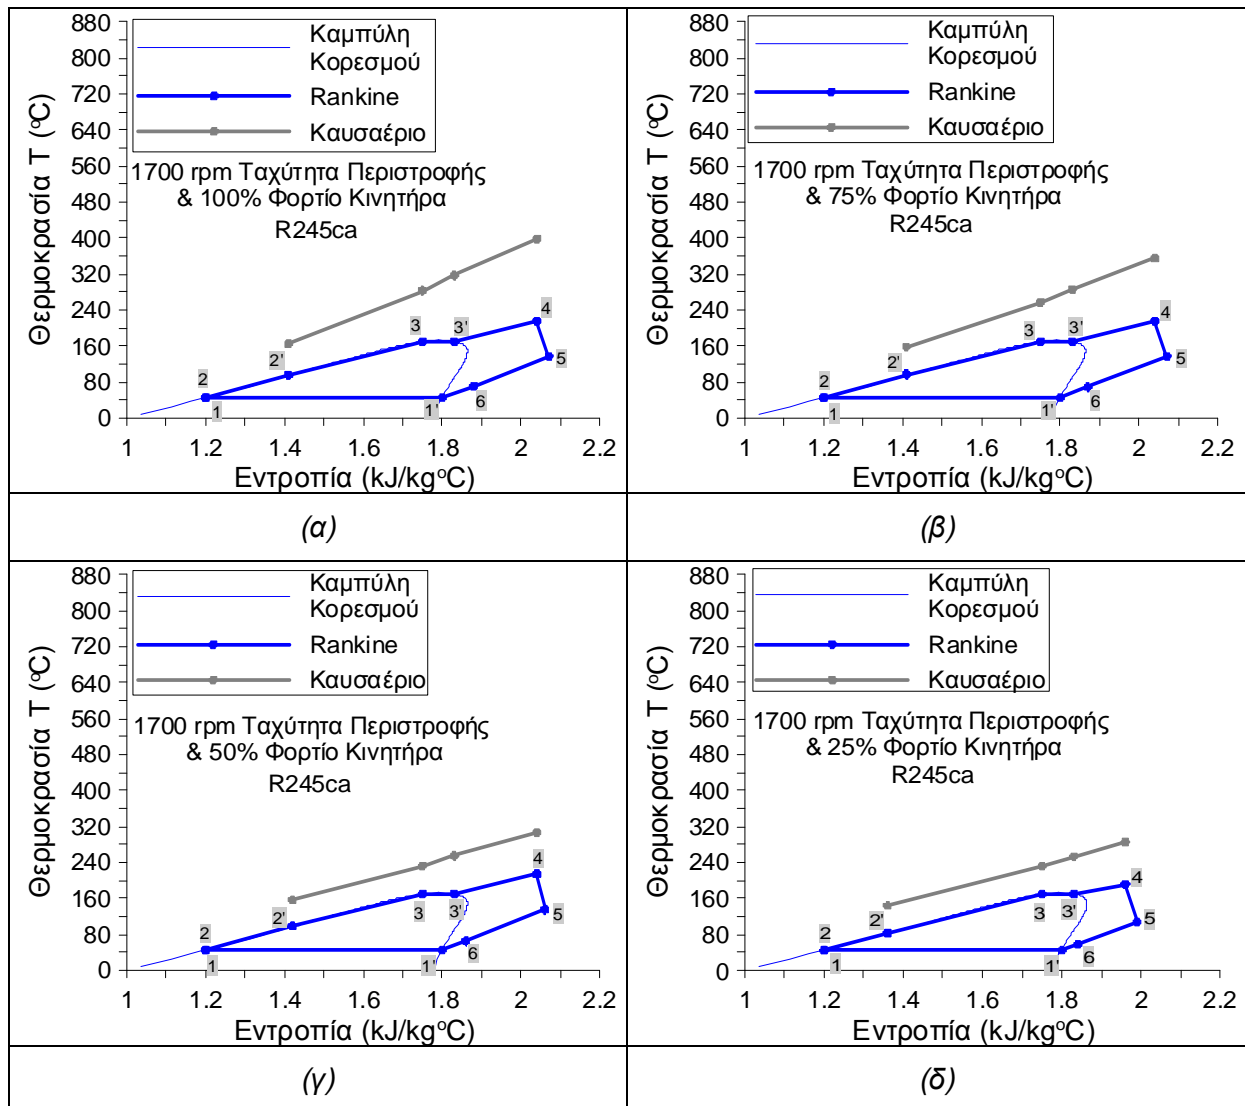 880
800
720
640
560
480
400
320
240
160
80
0
Θερμοκρασία Τ (°C)
Καμπύλη
Κορεσμού
Rankine
Καυσαέριο
1700 rpm Ταχύτητα Περιστροφής
& 100% Φορτίο Κινητήρα
R245ca
2
1
2'
3
3'
4
5
6
1'
1 1.2 1.4 1.6 1.8 2 2.2
Εντροπία (kJ/kg°C)
(α)
880
800
720
640
560
480
400
320
240
160
80
0
Θερμοκρασία Τ (°C)
Καμπύλη
Κορεσμού
Rankine
Καυσαέριο
1700 rpm Ταχύτητα Περιστροφής
& 75% Φορτίο Κινητήρα
R245ca
2
1
2'
3
3'
4
5
6
1'
1 1.2 1.4 1.6 1.8 2 2.2
Εντροπία (kJ/kg°C)
(β)
880
800
720
640
560
480
400
320
240
160
80
0
Θερμοκρασία Τ (°C)
Καμπύλη
Κορεσμού
Rankine
Καυσαέριο
1700 rpm Ταχύτητα Περιστροφής
& 50% Φορτίο Κινητήρα
R245ca
2
1
2'
3
3'
4
5
6
1'
1 1.2 1.4 1.6 1.8 2 2.2
Εντροπία (kJ/kg°C)
(γ)
880
800
720
640
560
480
400
320
240
160
80
0
Θερμοκρασία Τ (°C)
Καμπύλη
Κορεσμού
Rankine
Καυσαέριο
1700 rpm Ταχύτητα Περιστροφής
& 25% Φορτίο Κινητήρα
R245ca
2
1
2'
3
3'
4
5
6
1'
1 1.2 1.4 1.6 1.8 2 2.2
Εντροπία (kJ/kg°C)
(δ)